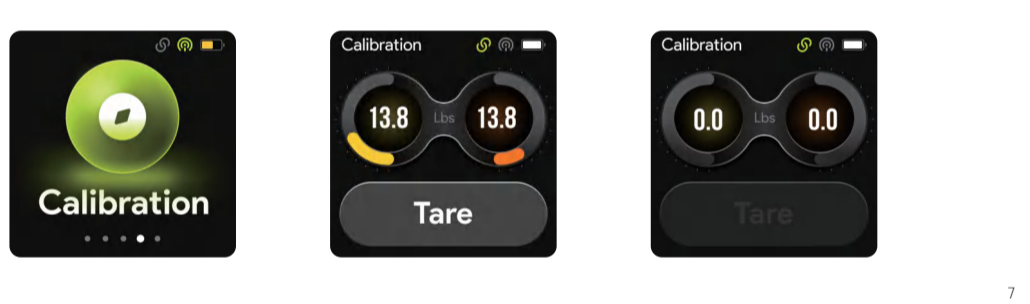 Calibration
Calibration
13.8 Lbs 13.8
Tare
Calibration
0.0 Lbs 0.0
Tare
7